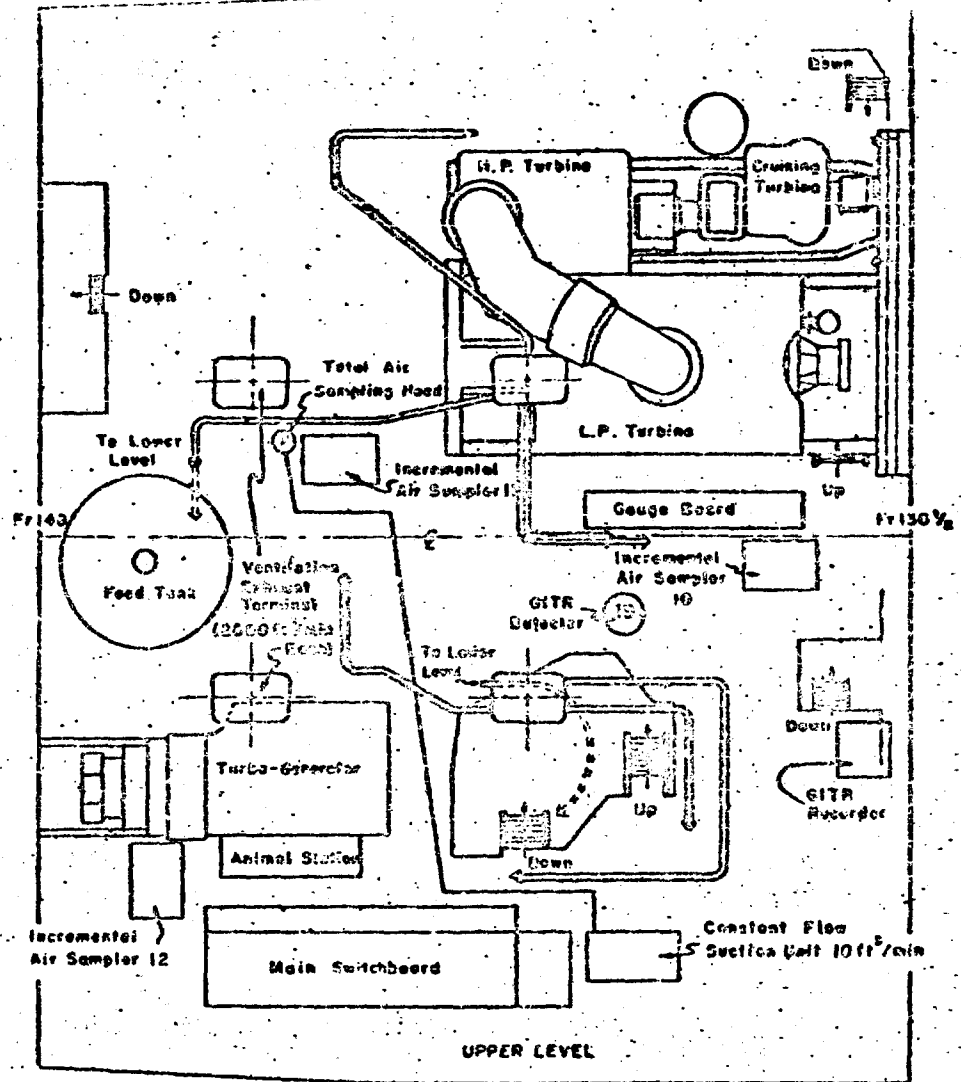 Down
H.P. Turbine
Cruising
Turbine
Down
Total Air
Sampling Head
To Lower
Level
L.P. Turbine
Incremental
Air Sampler
Up
Gauge Board
Fr 143
Fr 130 1/2
Feed Tank
Ventilation
Exhaust
Terminal
Incremental
Air Sampler
10
GITR
Detector
To Lower
Level
Down
Turbo-Generator
Up
GITR
Recorder
Animal Station
Down
Incremental
Air Sampler 12
Main Switchboard
Constant Flow
Suction Unit 10 ft³/min
UPPER LEVEL